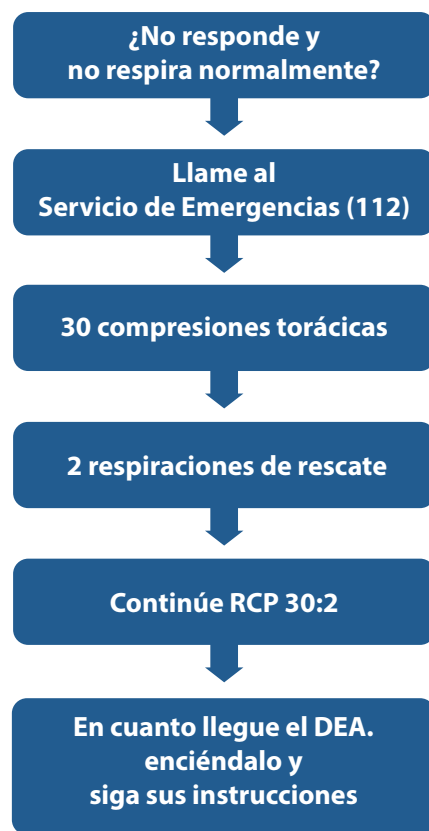 ¿No responde y
no respira normalmente?
Llame al
Servicio de Emergencias (112)
30 compresiones torácicas
2 respiraciones de rescate
Continúe RCP 30:2
En cuanto llegue el DEA.
enciéndalo y
siga sus instrucciones